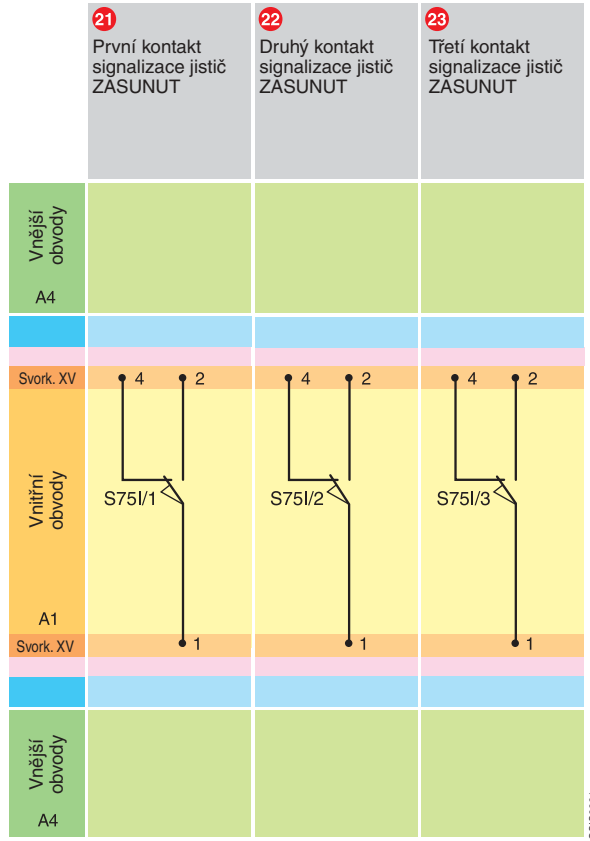 21
První kontakt
signalizace jistič
ZASUNUT
22
Druhý kontakt
signalizace jistič
ZASUNUT
23
Třetí kontakt
signalizace jistič
ZASUNUT
Vnější
obvody
A4
Svork. XV
4 2
4 2
4 2
Vnitřní
obvody
S75I/1
S75I/2
S75I/3
A1
Svork. XV
1
1
1
Vnější
obvody
A4